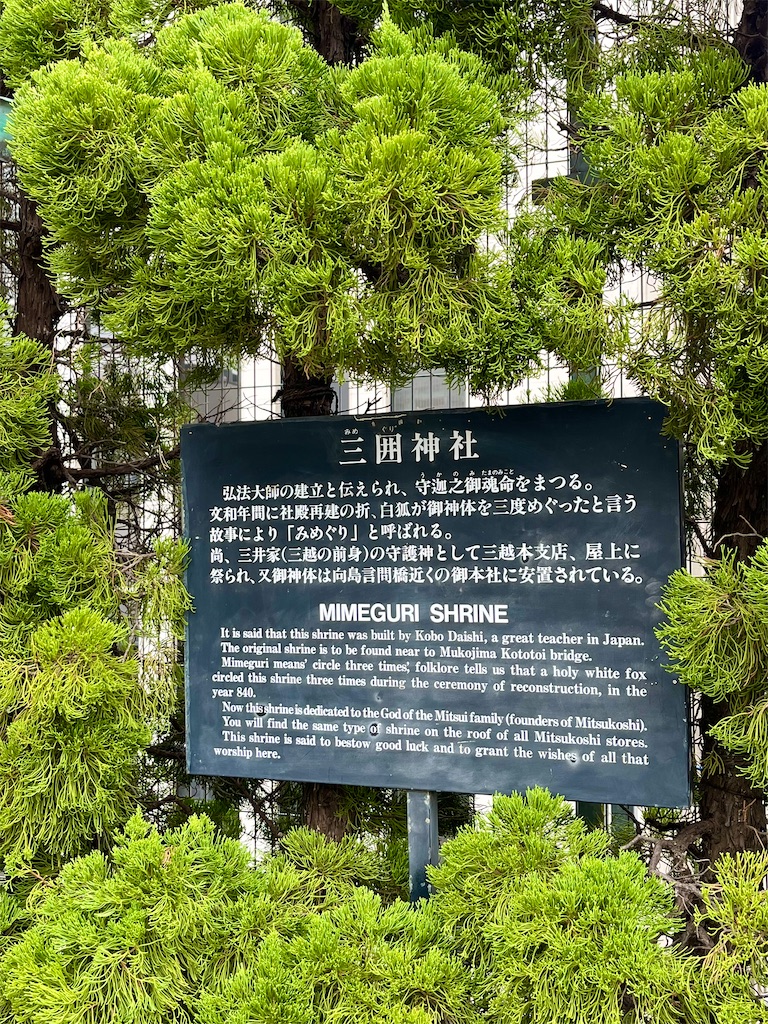 三囲神社
弘法大師の建立と伝えられ、守迦之御魂命をまつる。
文和年間に社殿再建の折、白狐が御神体を三度めぐったと言う
故事により「みめぐり」と呼ばれる。
尚、三井家(三越の前身)の守護神として三越本支店、屋上に
祭られ、又御神体は向島言問橋近くの御本社に安置されている。
MIMEGURI SHRINE
It is said that this shrine was built by Kobo Daishi, a great teacher in Japan.
The original shrine is to be found near to Mukojima Kototoi bridge.
Mimeguri means' circle three times', folklore tells us that a holy white fox
circled this shrine three times during the ceremony of reconstruction, in the
year 840.
Now this shrine is dedicated to the God of the Mitsui family (founders of Mitsukoshi).
You will find the same type of shrine on the roof of all Mitsukoshi stores.
This shrine is said to bestow good luck and to grant the wishes of all that
worship here.